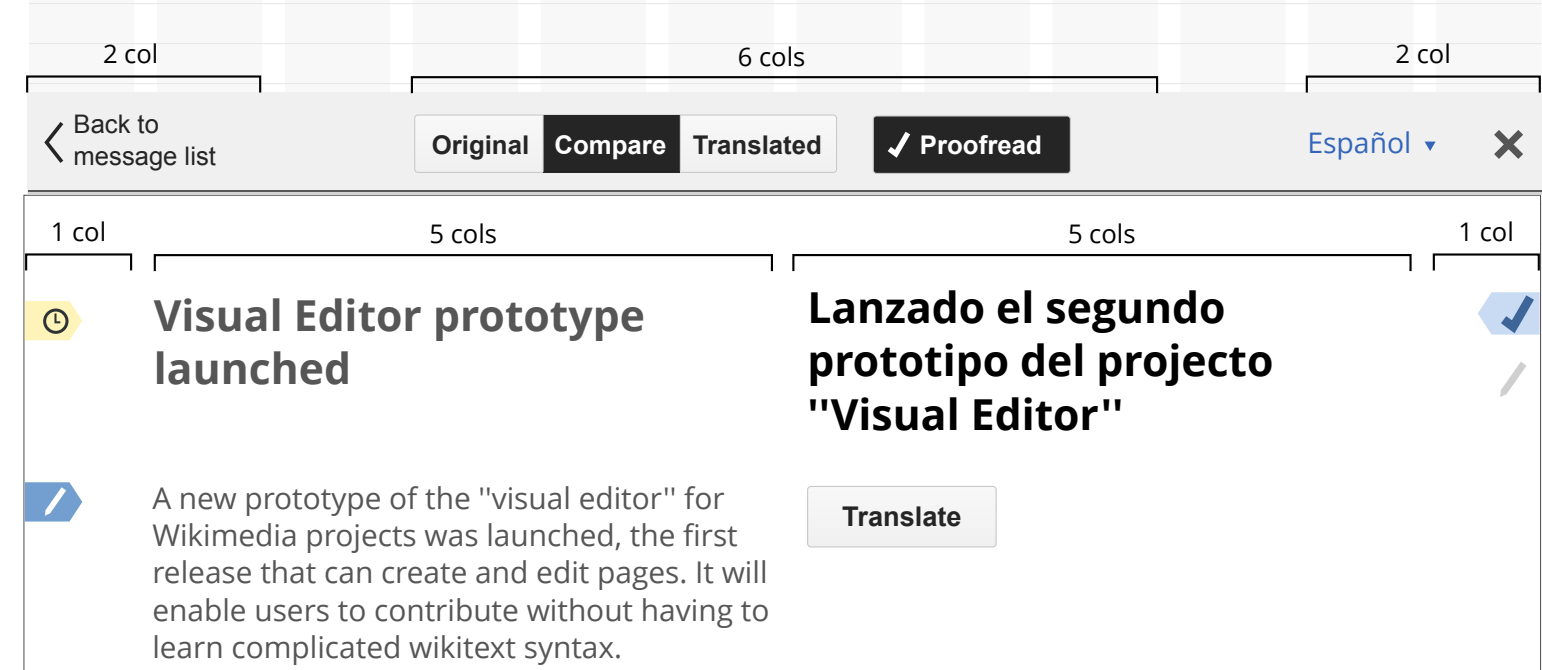 2 col
6 cols
2 col
Back to
message list
Original Compare Translated
Proofread
Español
1 col
5 cols
5 cols
1 col
Visual Editor prototype
launched
Lanzado el segundo
prototipo del projecto
''Visual Editor''
A new prototype of the ''visual editor'' for
Wikimedia projects was launched, the first
release that can create and edit pages. It will
enable users to contribute without having to
learn complicated wikitext syntax.
Translate